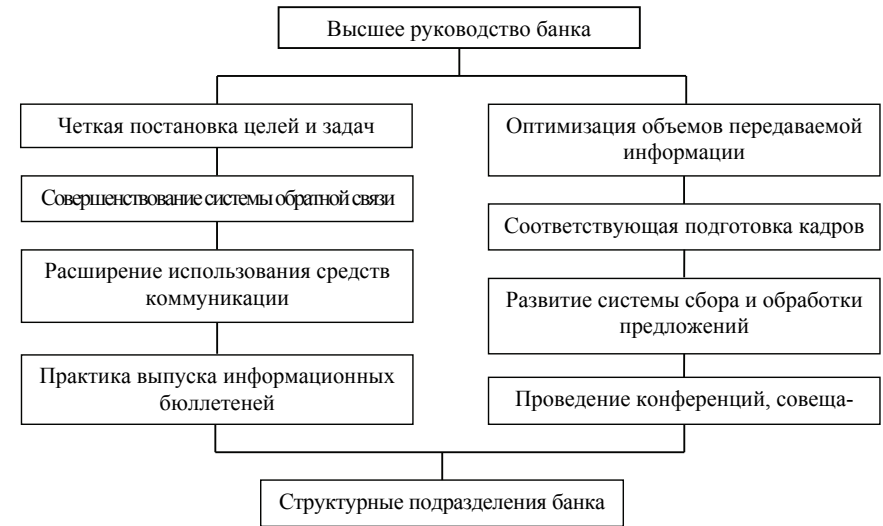 Высшее руководство банка
Четкая постановка целей и задач
Совершенствование системы обратной связи
Расширение использования средств
коммуникации
Практика выпуска информационных
бюллетеней
Оптимизация объемов передаваемой
информации
Соответствующая подготовка кадров
Развитие системы сбора и обработки
предложений
Проведение конференций, совеща-
Структурные подразделения банка